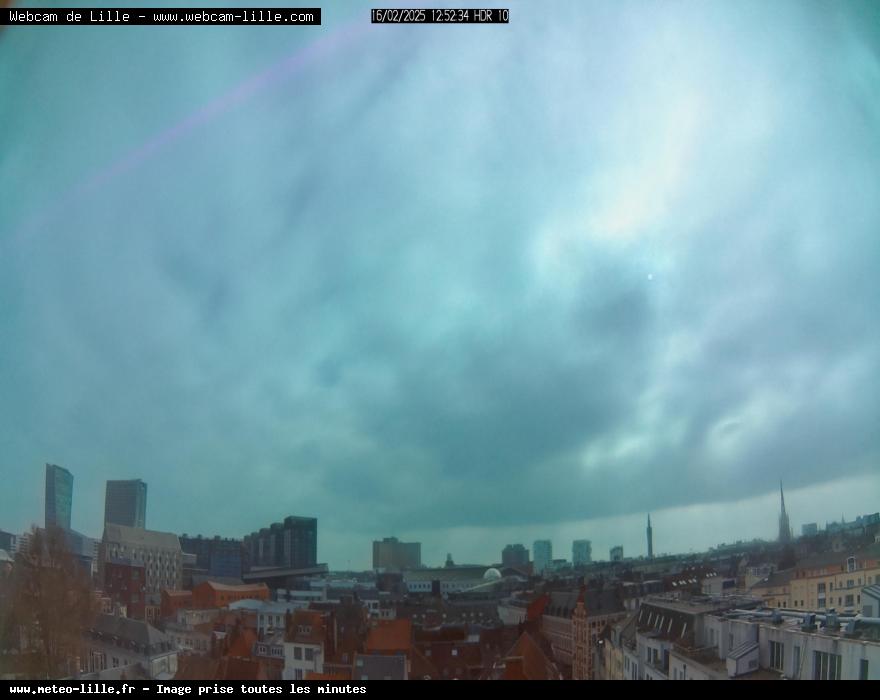 Webcam de Lille - www.webcam-lille.com
16/02/2025 12:52:34 HDR 10
www.meteo-lille.fr - Image prise toutes les minutes